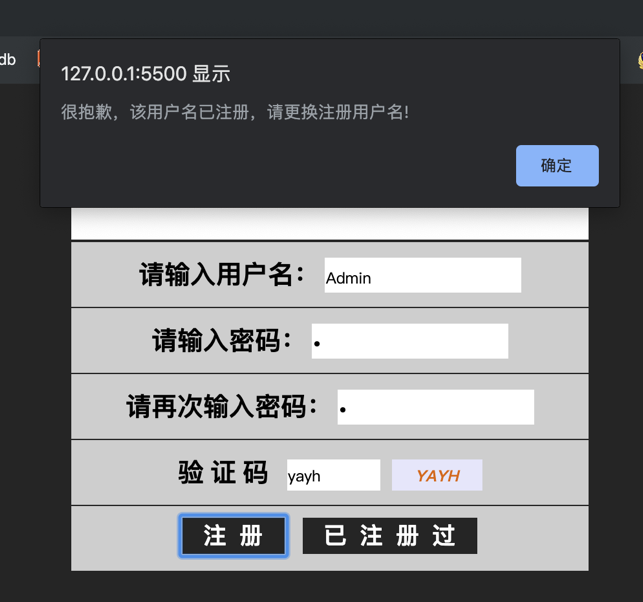 db
127.0.0.1:5500 显示
很抱歉，该用户名已注册，请更换注册用户名!
确定
请输入用户名： Admin
请输入密码： •
请再次输入密码： •
验 证 码 yayh YAYH
注 册 已 注 册 过